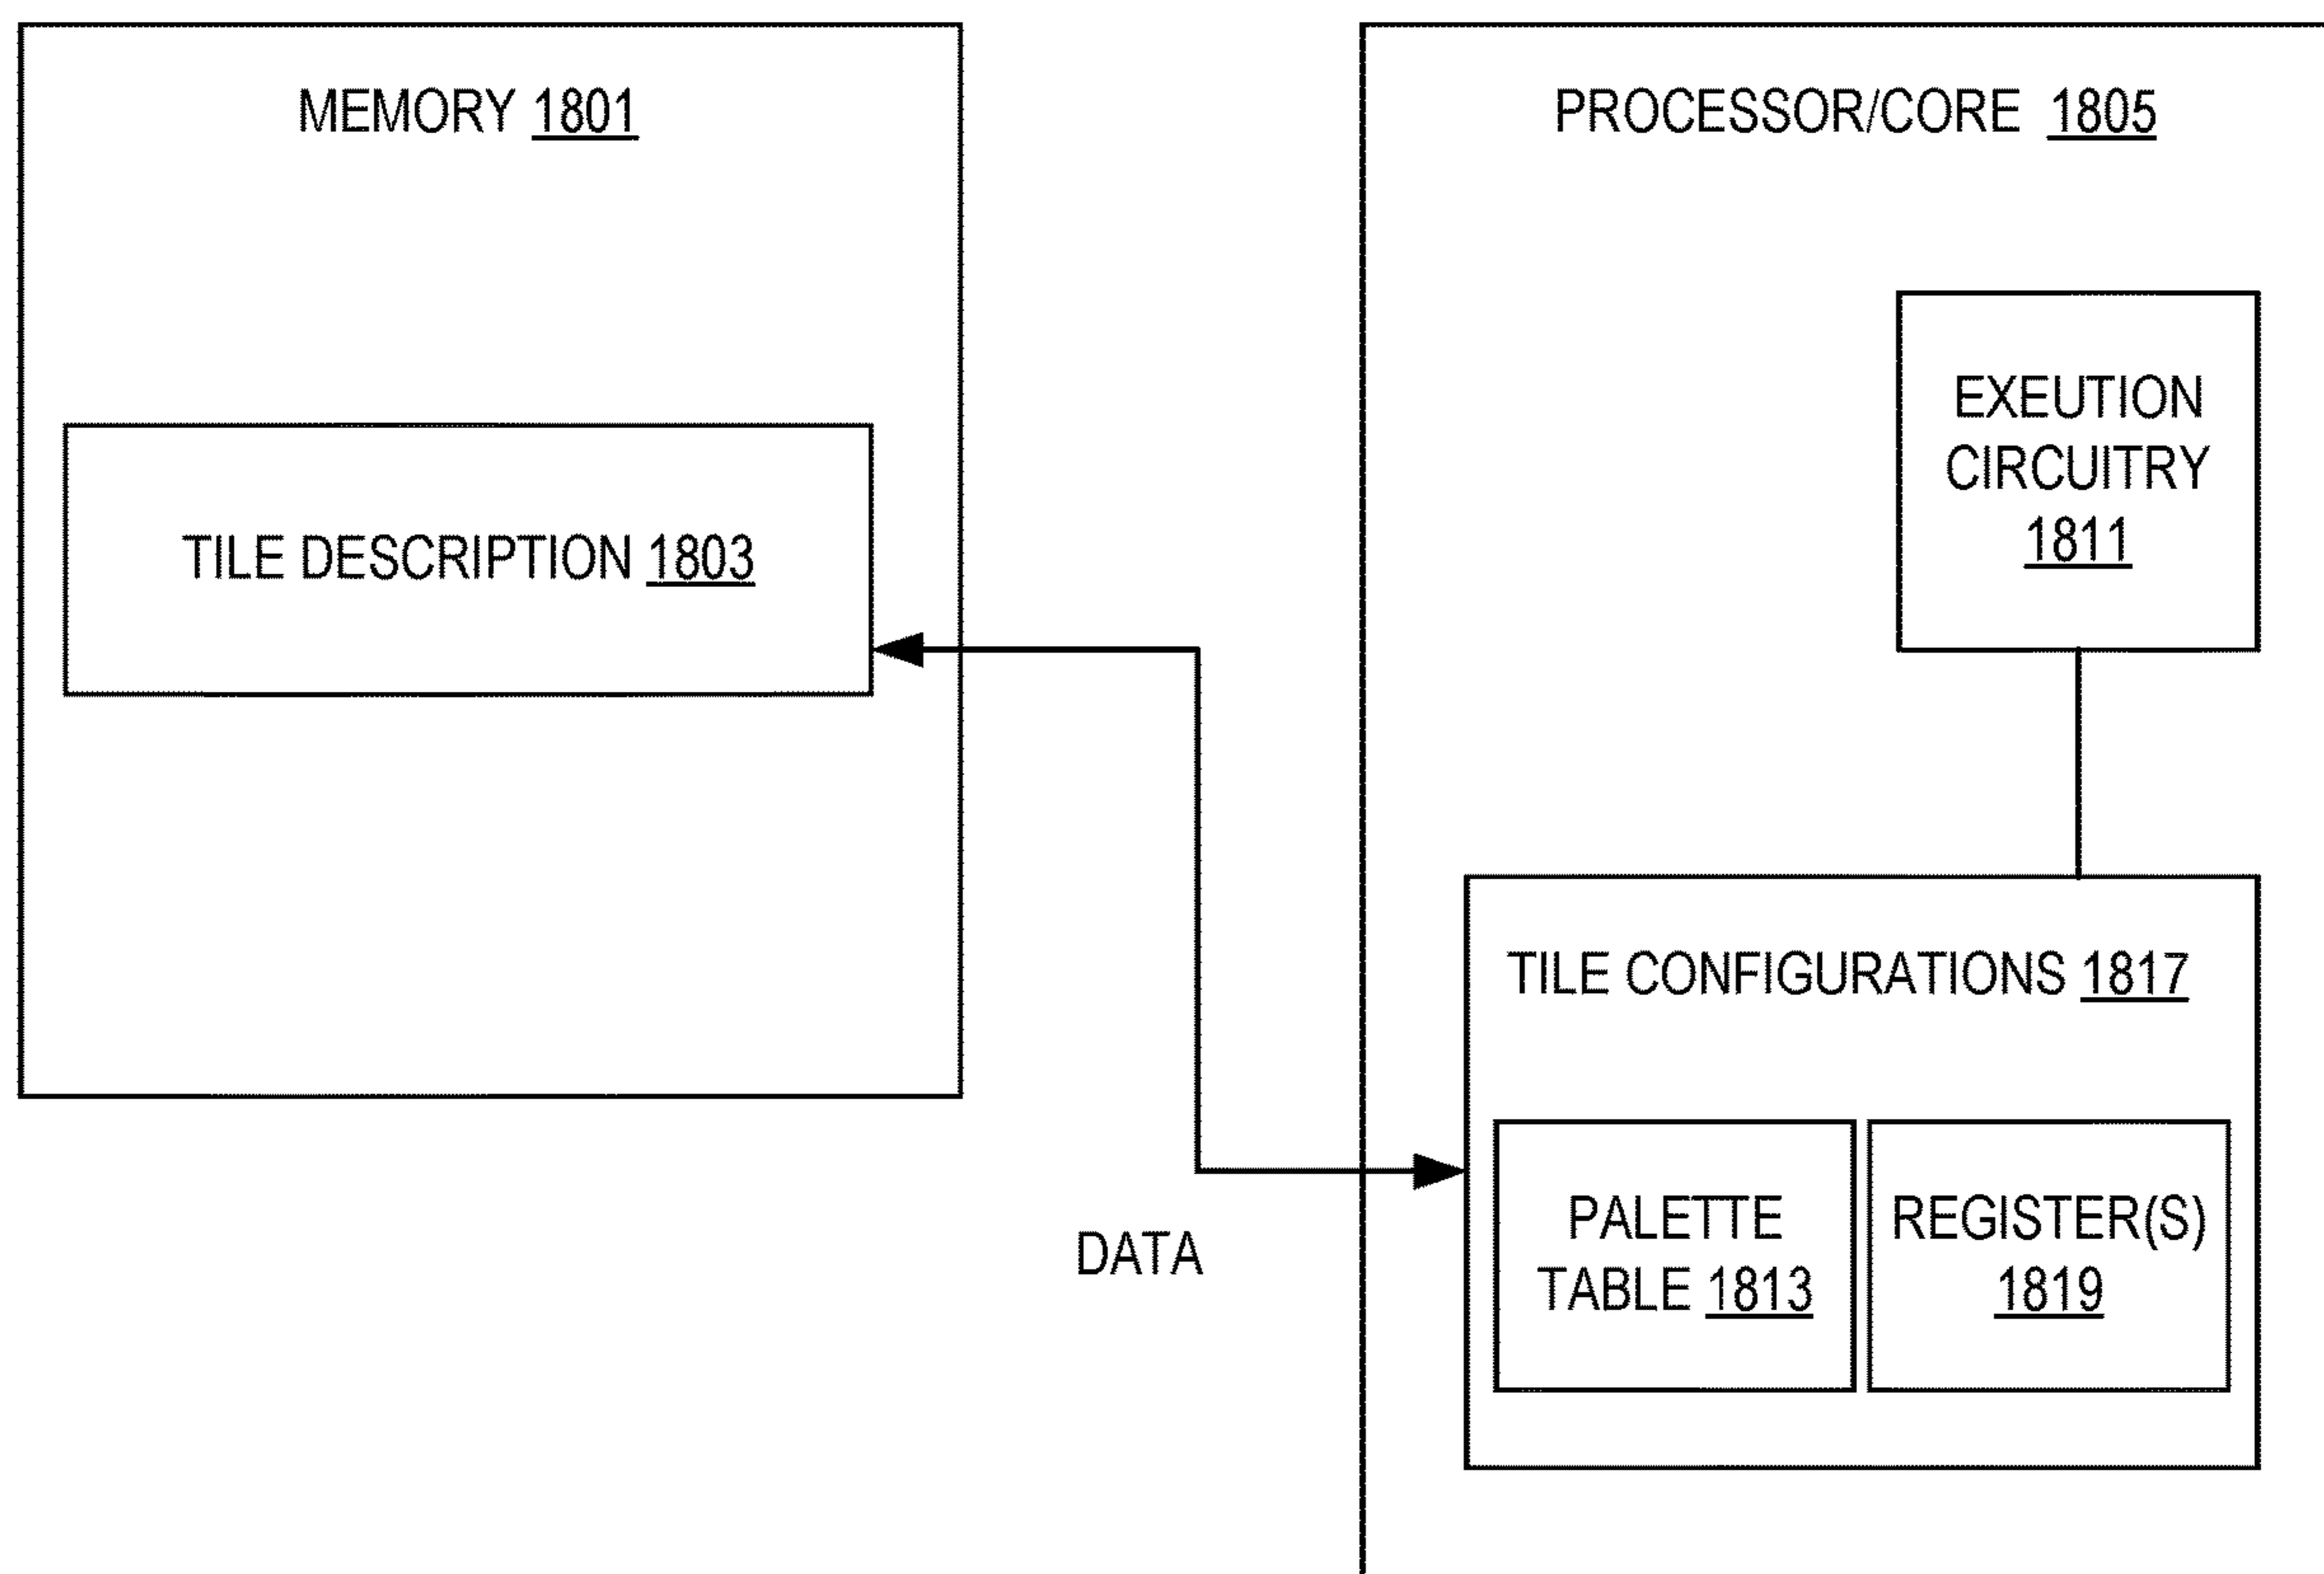 MEMORY 1801
PROCESSOR/CORE 1805
EXEUTION
CIRCUITRY
1811
TILE DESCRIPTION 1803
TILE CONFIGURATIONS 1817
PALETTE
TABLE 1813
REGISTER(S)
1819
DATA